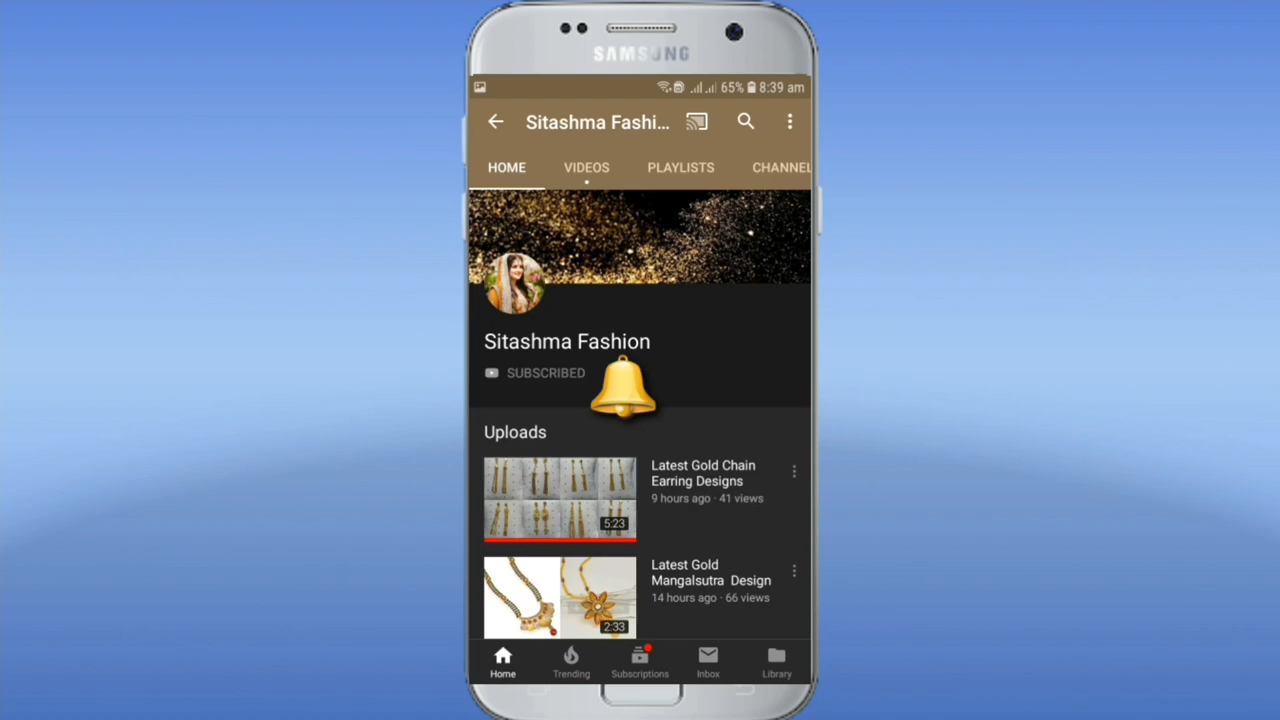 SAMSUNG
65% 8:39 am
Sitashma Fashi...
HOME VIDEOS PLAYLISTS CHANNEL
Sitashma Fashion
SUBSCRIBED
Uploads
Latest Gold Chain
Earring Designs
9 hours ago · 41 views
5:23
Latest Gold
Mangalsutra Design
14 hours ago · 66 views
2:33
Home Trending Subscriptions Inbox Library